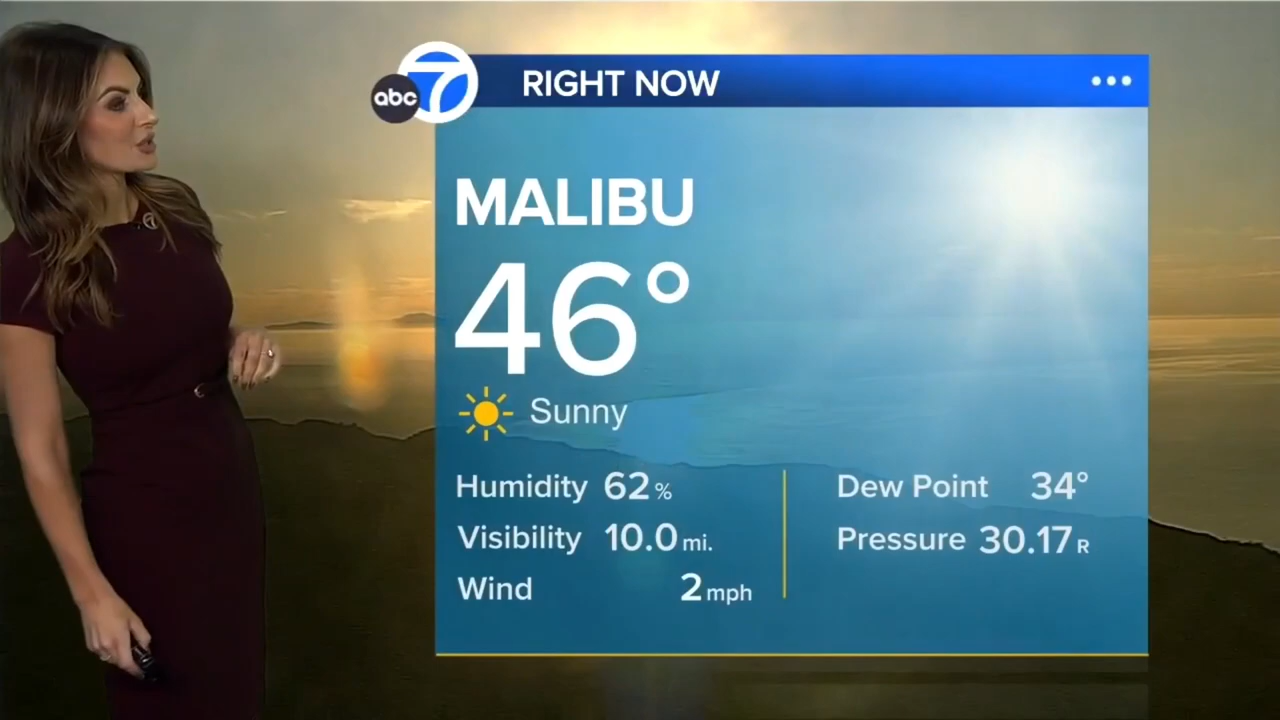 abc 7 RIGHT NOW
MALIBU
46°
Sunny
Humidity 62 % Dew Point 34°
Visibility 10.0 mi. Pressure 30.17 R
Wind 2 mph